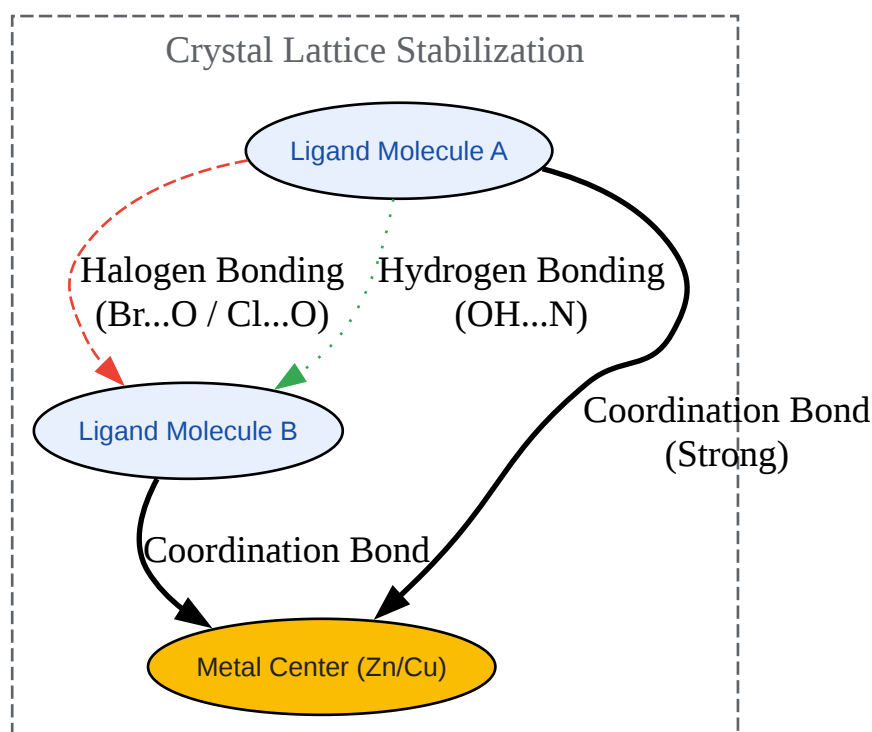 Crystal Lattice Stabilization
Ligand Molecule A
Halogen Bonding
(Br...O / Cl...O)
Hydrogen Bonding
(OH...N)
Coordination Bond
(Strong)
Ligand Molecule B
Coordination Bond
Metal Center (Zn/Cu)